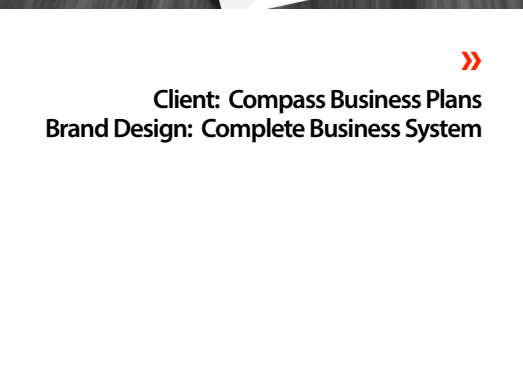 »
Client: Compass Business Plans
Brand Design: Complete Business System